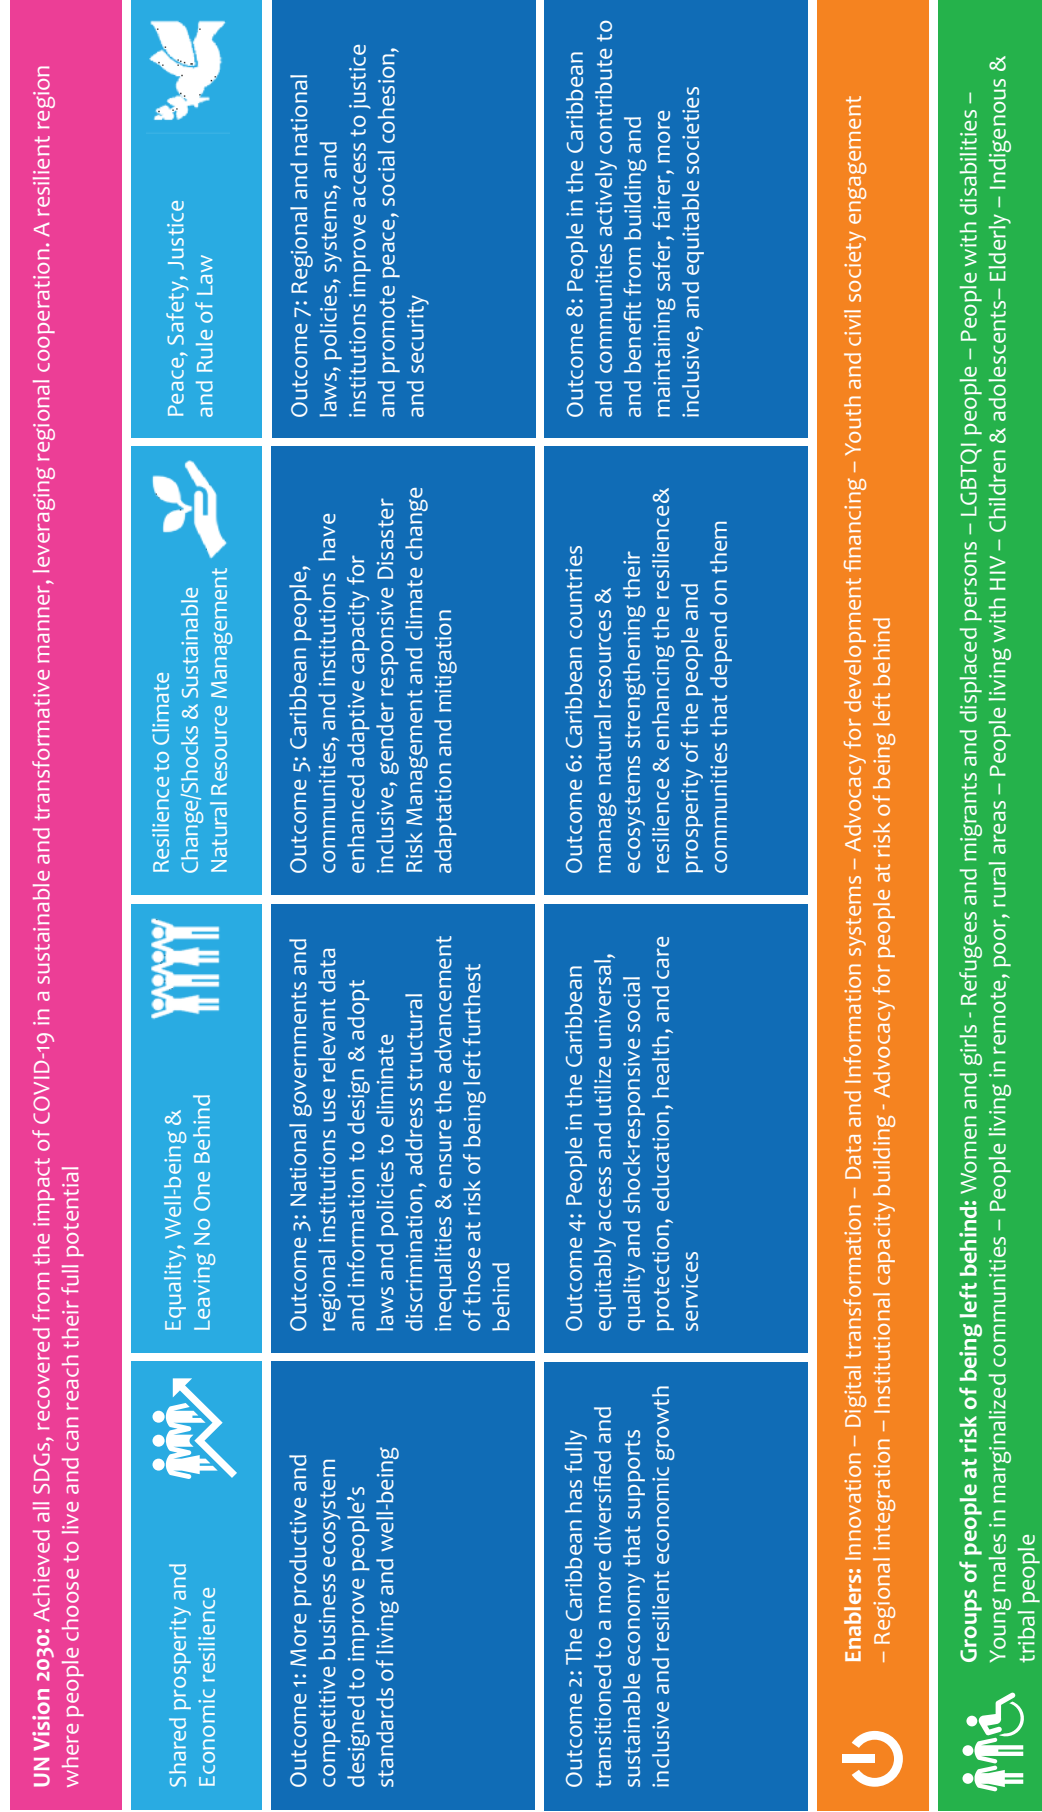 UN Vision 2030: Achieved all SDGs, recovered from the impact of COVID-19 in a sustainable and transformative manner, leveraging regional cooperation. A resilient region
where people choose to live and can reach their full potential
Shared prosperity and
Economic resilience
Equality, Well-being &
Leaving No One Behind
Resilience to Climate
Change/Shocks & Sustainable
Natural Resource Management
Peace, Safety, Justice
and Rule of Law
Outcome 1: More productive and
competitive business ecosystem
designed to improve people's
standards of living and well-being
Outcome 3: National governments and
regional institutions use relevant data
and information to design & adopt
laws and policies to eliminate
discrimination, address structural
inequalities & ensure the advancement
of those at risk of being left furthest
behind
Outcome 5: Caribbean people,
communities, and institutions have
enhanced adaptive capacity for
inclusive, gender responsive Disaster
Risk Management and climate change
adaptation and mitigation
Outcome 7: Regional and national
laws, policies, systems, and
institutions improve access to justice
and promote peace, social cohesion,
and security
Outcome 2: The Caribbean has fully
transitioned to a more diversified and
sustainable economy that supports
inclusive and resilient economic growth
Outcome 4: People in the Caribbean
equitably access and utilize universal,
quality and shock-responsive social
protection, education, health, and care
services
Outcome 6: Caribbean countries
manage natural resources &
ecosystems strengthening their
resilience & enhancing the resilience&
prosperity of the people and
communities that depend on them
Outcome 8: People in the Caribbean
and communities actively contribute to
and benefit from building and
maintaining safer, fairer, more
inclusive, and equitable societies
Enablers: Innovation – Digital transformation – Data and Information systems – Advocacy for development financing – Youth and civil society engagement
– Regional integration – Institutional capacity building - Advocacy for people at risk of being left behind
Groups of people at risk of being left behind: Women and girls - Refugees and migrants and displaced persons – LGBTQI people – People with disabilities –
Young males in marginalized communities – People living in remote, poor, rural areas – People living with HIV – Children & adolescents– Elderly – Indigenous &
tribal people